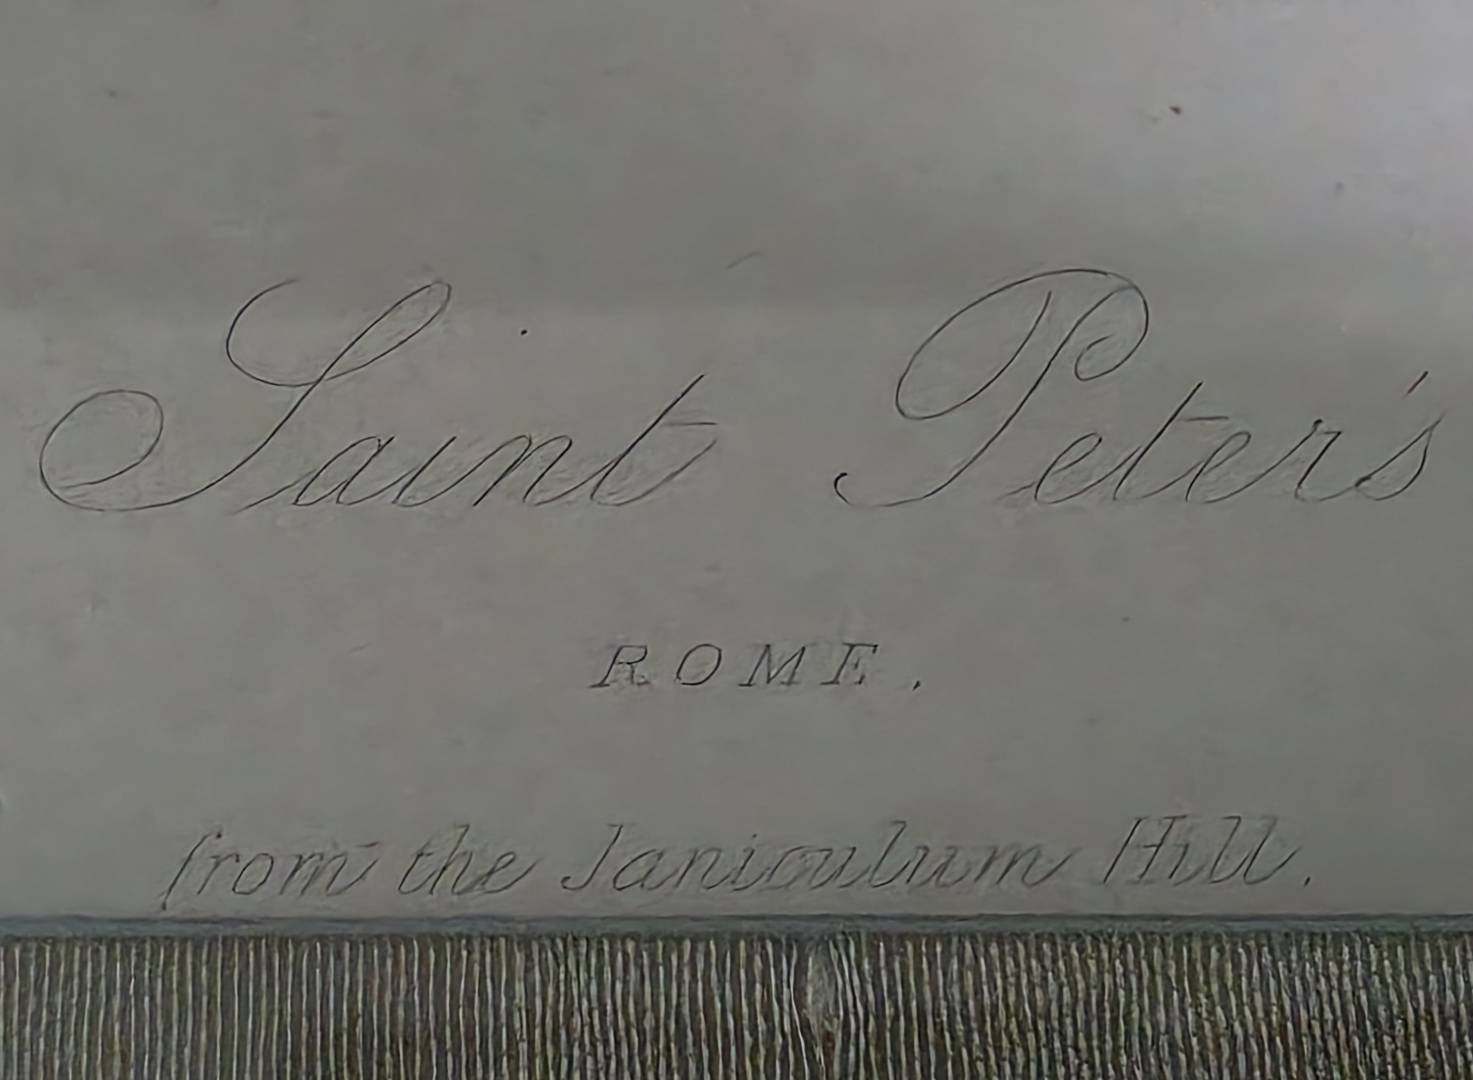 Saint Peter's
ROME.
from the Janiculum Hill.